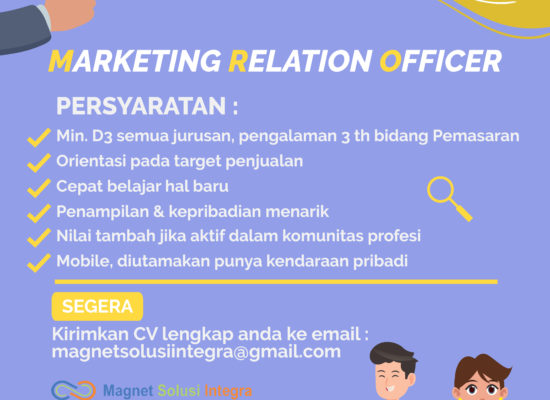 MARKETING RELATION OFFICER
PERSYARATAN :
Min. D3 semua jurusan, pengalaman 3 th bidang Pemasaran
Orientasi pada target penjualan
Cepat belajar hal baru
Penampilan & kepribadian menarik
Nilai tambah jika aktif dalam komunitas profesi
Mobile, diutamakan punya kendaraan pribadi
SEGERA
Kirimkan CV lengkap anda ke email :
magnetsolusiintegra@gmail.com
Magnet Solusi Integra